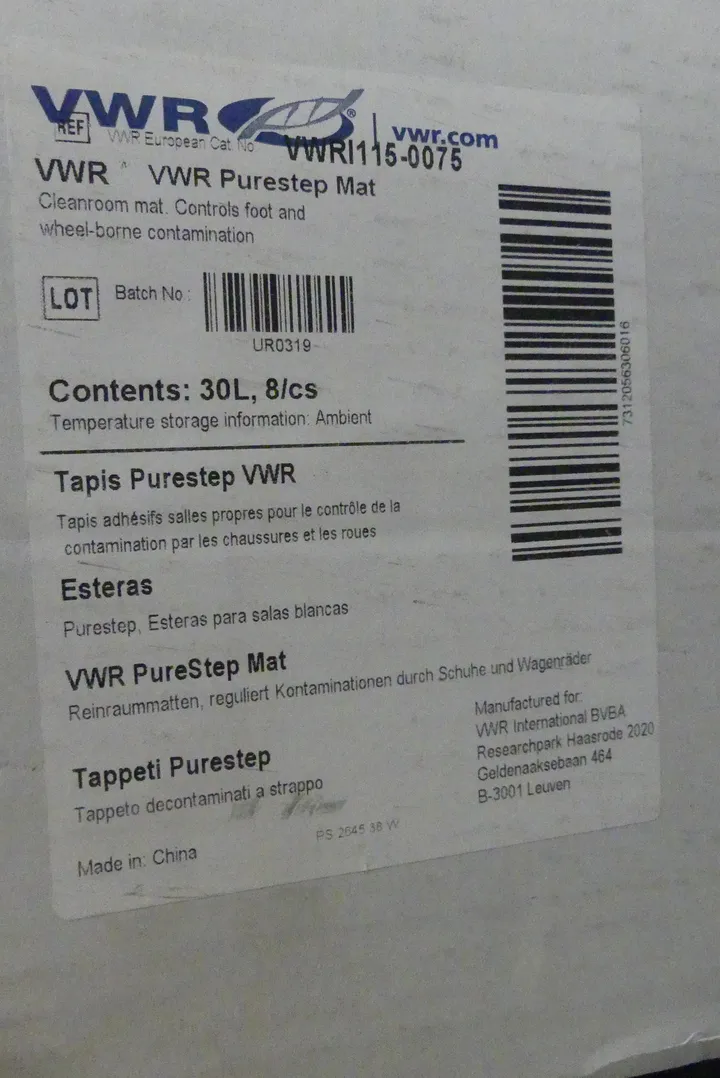 VWR® | vwr.com
REF VWR European Cat. No VWRI115-0075
VWR VWR Purestep Mat
Cleanroom mat. Controls foot and
wheel-borne contamination
LOT Batch No :
UR0319
7312056306016
Contents: 30L, 8/cs
Temperature storage information: Ambient
Tapis Purestep VWR
Tapis adhésifs salles propres pour le contrôle de la
contamination par les chaussures et les roues
Esteras
Purestep, Esteras para salas blancas
VWR PureStep Mat
Reinraummatten, reguliert Kontaminationen durch Schuhe und Wagenräder
Tappeti Purestep
Tappeto decontaminati a strappo
Manufactured for:
VWR International BVBA
Researchpark Haasrode 2020
Geldenaaksebaan 464
B-3001 Leuven
PS 2645 38 W
Made in: China